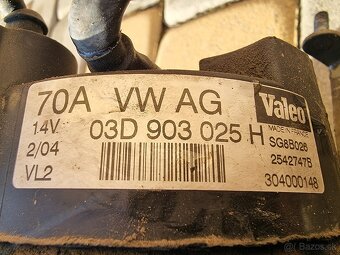 70A VW AG Valeo
14V 03D 903 025 H MADE IN FRANCE
2/04 SG8B026
VL2 2542747B
304000148
Bazos.sk